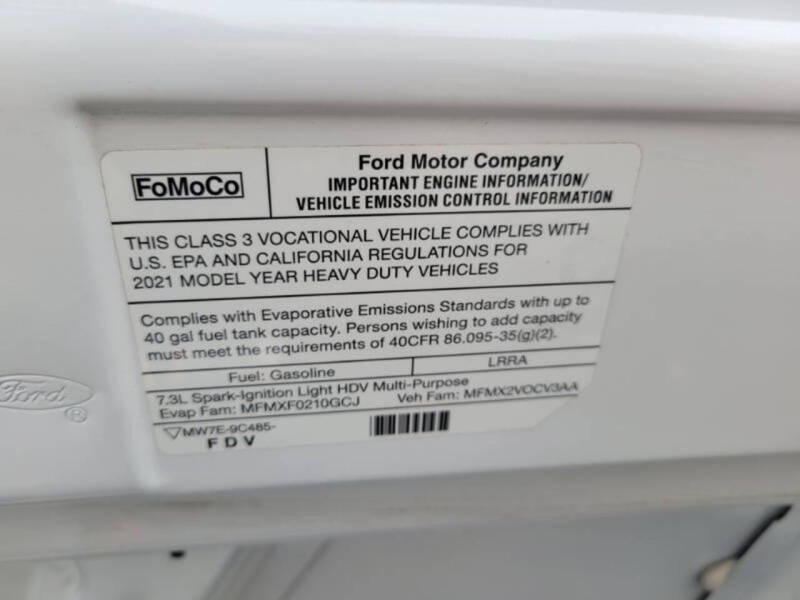 FoMoCo
Ford Motor Company
IMPORTANT ENGINE INFORMATION/
VEHICLE EMISSION CONTROL INFORMATION
THIS CLASS 3 VOCATIONAL VEHICLE COMPLIES WITH
U.S. EPA AND CALIFORNIA REGULATIONS FOR
2021 MODEL YEAR HEAVY DUTY VEHICLES
Complies with Evaporative Emissions Standards with up to
40 gal fuel tank capacity. Persons wishing to add capacity
must meet the requirements of 40CFR 86.095-35(g)(2).
Fuel: Gasoline
LRRA
7.3L Spark-Ignition Light HDV Multi-Purpose
Evap Fam: MFMXF0210GCJ Veh Fam: MFMX2VOCV3AA
MW7E-9C485-
FDV
Ford
®